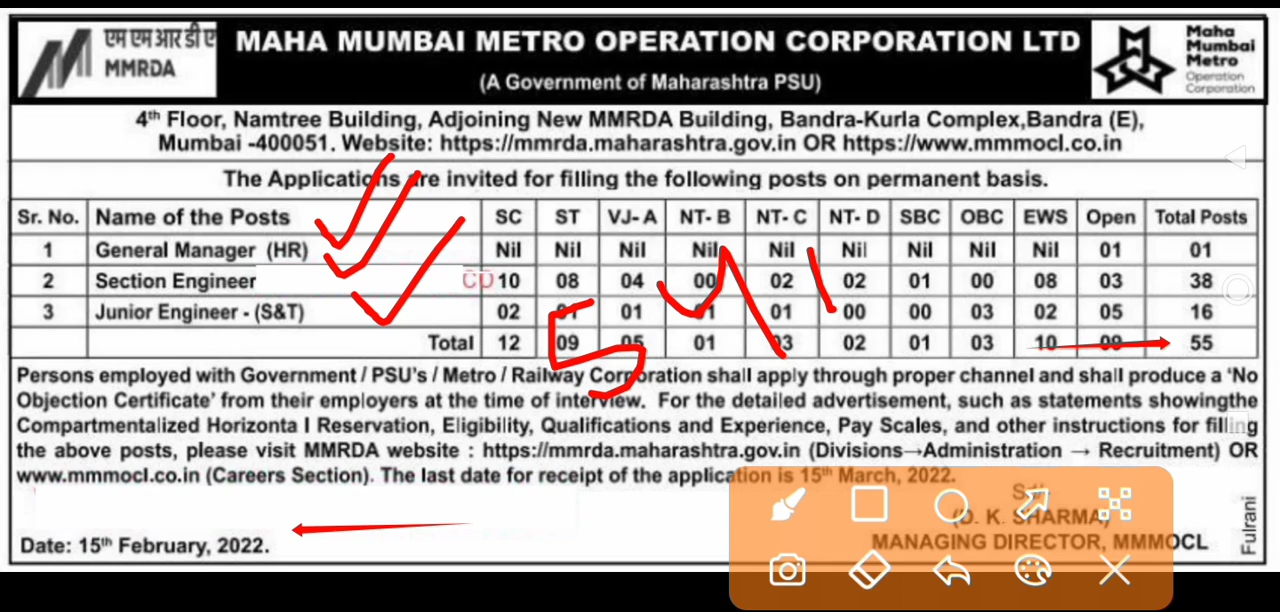 एम एम आर डी ए
MMRDA
MAHA MUMBAI METRO OPERATION CORPORATION LTD
(A Government of Maharashtra PSU)
Maha
Mumbai
Metro
Operation
Corporation
4th Floor, Namtree Building, Adjoining New MMRDA Building, Bandra-Kurla Complex,Bandra (E),
Mumbai -400051. Website: https://mmrda.maharashtra.gov.in OR https://www.mmmocl.co.in
The Applications are invited for filling the following posts on permanent basis.
Sr. No. Name of the Posts SC ST VJ- A NT- B NT- C NT- D SBC OBC EWS Open Total Posts
1 General Manager (HR) Nil Nil Nil Nil Nil Nil Nil Nil Nil 01 01
2 Section Engineer 10 08 04 00 02 02 01 00 08 03 38
3 Junior Engineer - (S&T) 02 01 01 01 01 00 00 03 02 05 16
Total 12 09 05 01 03 02 01 03 10 09 55
Persons employed with Government / PSU's / Metro / Railway Corporation shall apply through proper channel and shall produce a 'No
Objection Certificate' from their employers at the time of interview. For the detailed advertisement, such as statements showingthe
Compartmentalized Horizonta l Reservation, Eligibility, Qualifications and Experience, Pay Scales, and other instructions for filling
the above posts, please visit MMRDA website : https://mmrda.maharashtra.gov.in (Divisions→Administration → Recruitment) OR
www.mmmocl.co.in (Careers Section). The last date for receipt of the application is 15th March, 2022.
Sd/-
(D. K. SHARMA)
Date: 15th February, 2022. MANAGING DIRECTOR, MMMOCL
Fulrani